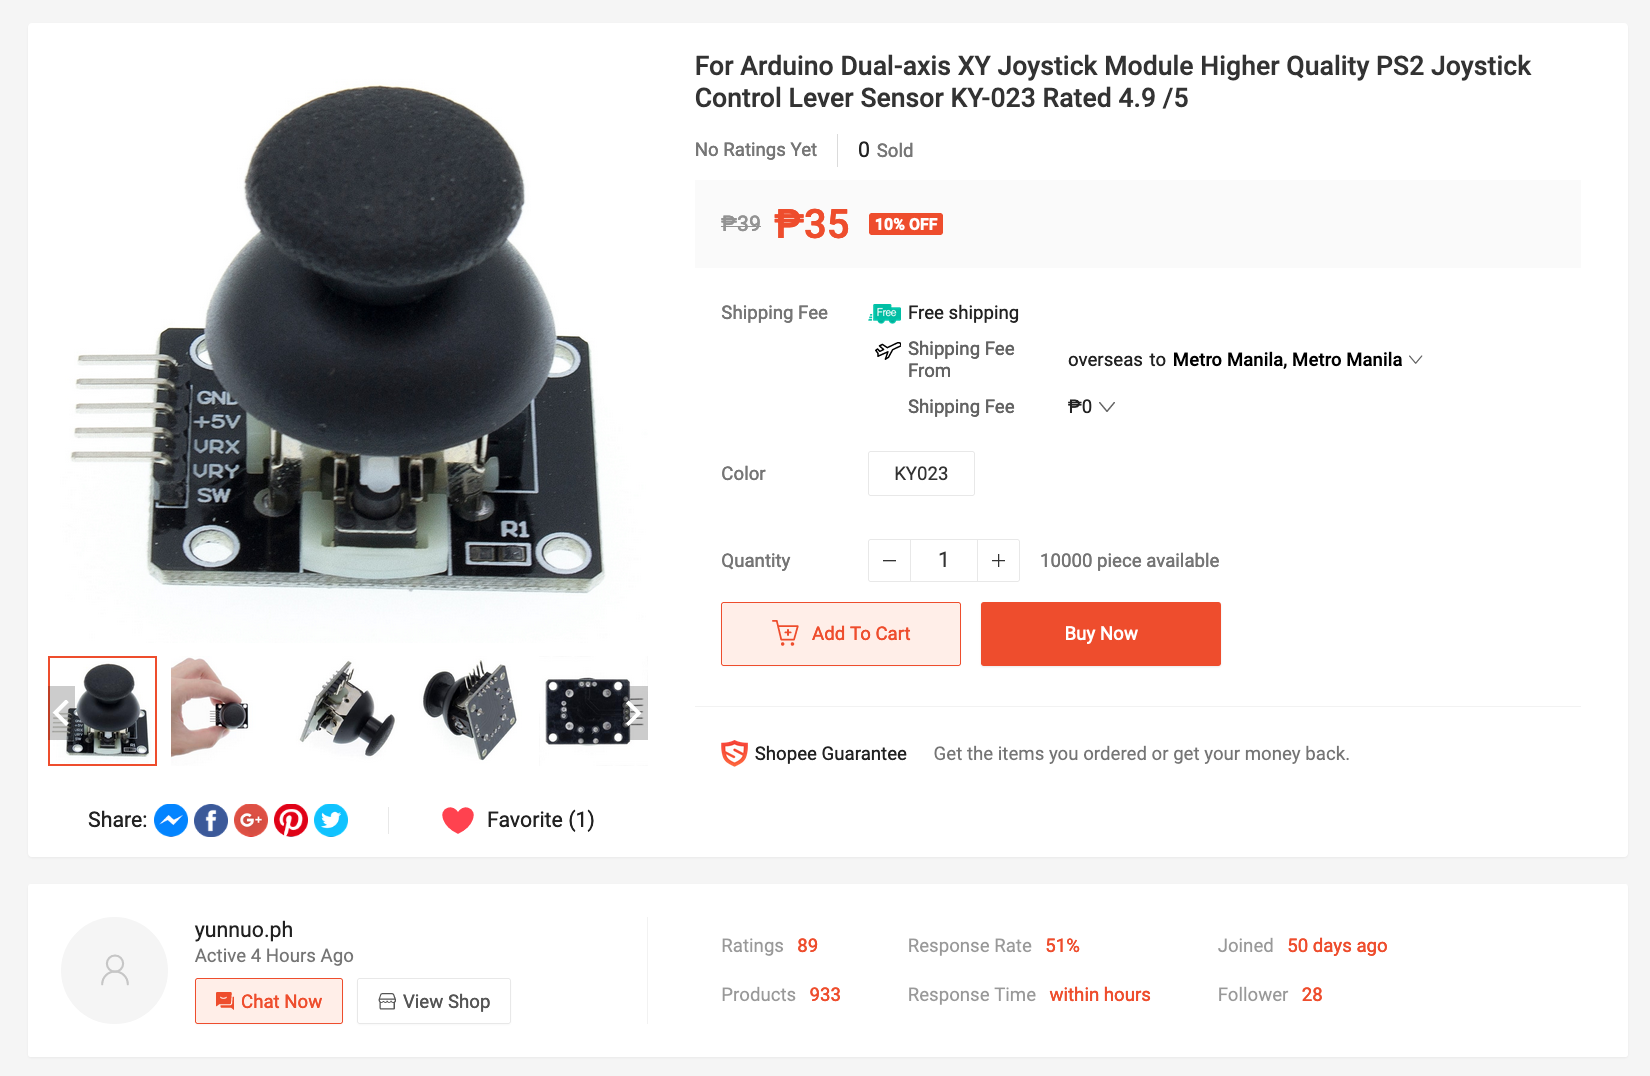 For Arduino Dual-axis XY Joystick Module Higher Quality PS2 Joystick
Control Lever Sensor KY-023 Rated 4.9 /5
No Ratings Yet
0 Sold
₱39 ₱35 10% OFF
Shipping Fee
Free
Free shipping
Shipping Fee
From
overseas to Metro Manila, Metro Manila
Shipping Fee
₱0
Color
KY023
Quantity
1
10000 piece available
Add To Cart
Buy Now
Shopee Guarantee
Get the items you ordered or get your money back.
GND
+5V
VRX
VRY
SW
R1
Share:
Favorite (1)
yunnuo.ph
Active 4 Hours Ago
Chat Now
View Shop
Ratings 89
Response Rate 51%
Joined 50 days ago
Products 933
Response Time within hours
Follower 28